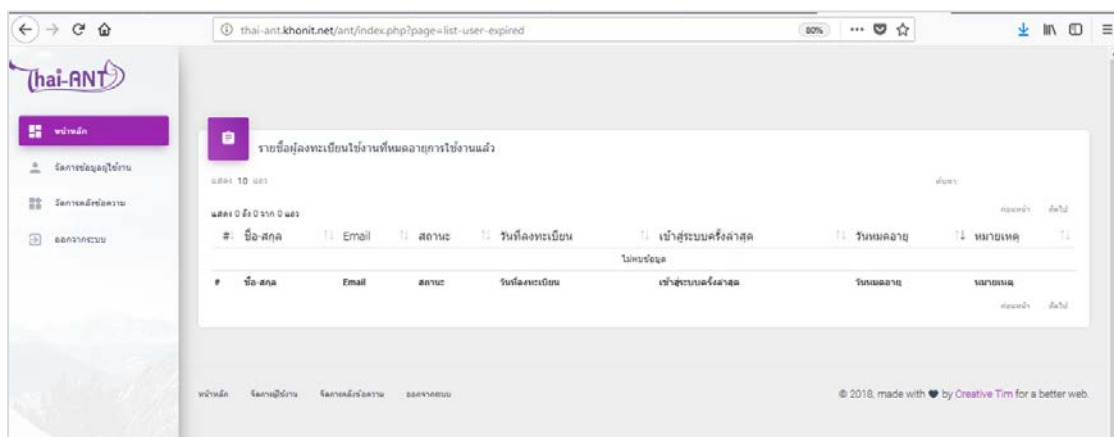 thai-ant.khonit.net/ant/index.php?page=list-user-expired
80%
Thai-ANT
หน้าหลัก
จัดการข้อมูลผู้ใช้งาน
จัดการคลังข้อความ
ออกจากระบบ
รายชื่อผู้ลงทะเบียนใช้งานที่หมดอายุการใช้งานแล้ว
แสดง 10 แถว
ค้นหา:
ก่อนหน้า ถัดไป
แสดง 0 ถึง 0 จาก 0 แถว
# ชื่อ-สกุล Email สถานะ วันที่ลงทะเบียน เข้าสู่ระบบครั้งล่าสุด วันหมดอายุ หมายเหตุ
ไม่พบข้อมูล
# ชื่อ-สกุล Email สถานะ วันที่ลงทะเบียน เข้าสู่ระบบครั้งล่าสุด วันหมดอายุ หมายเหตุ
ก่อนหน้า ถัดไป
หน้าหลัก จัดการผู้ใช้งาน จัดการคลังข้อความ ออกจากระบบ
© 2018, made with by Creative Tim for a better web.